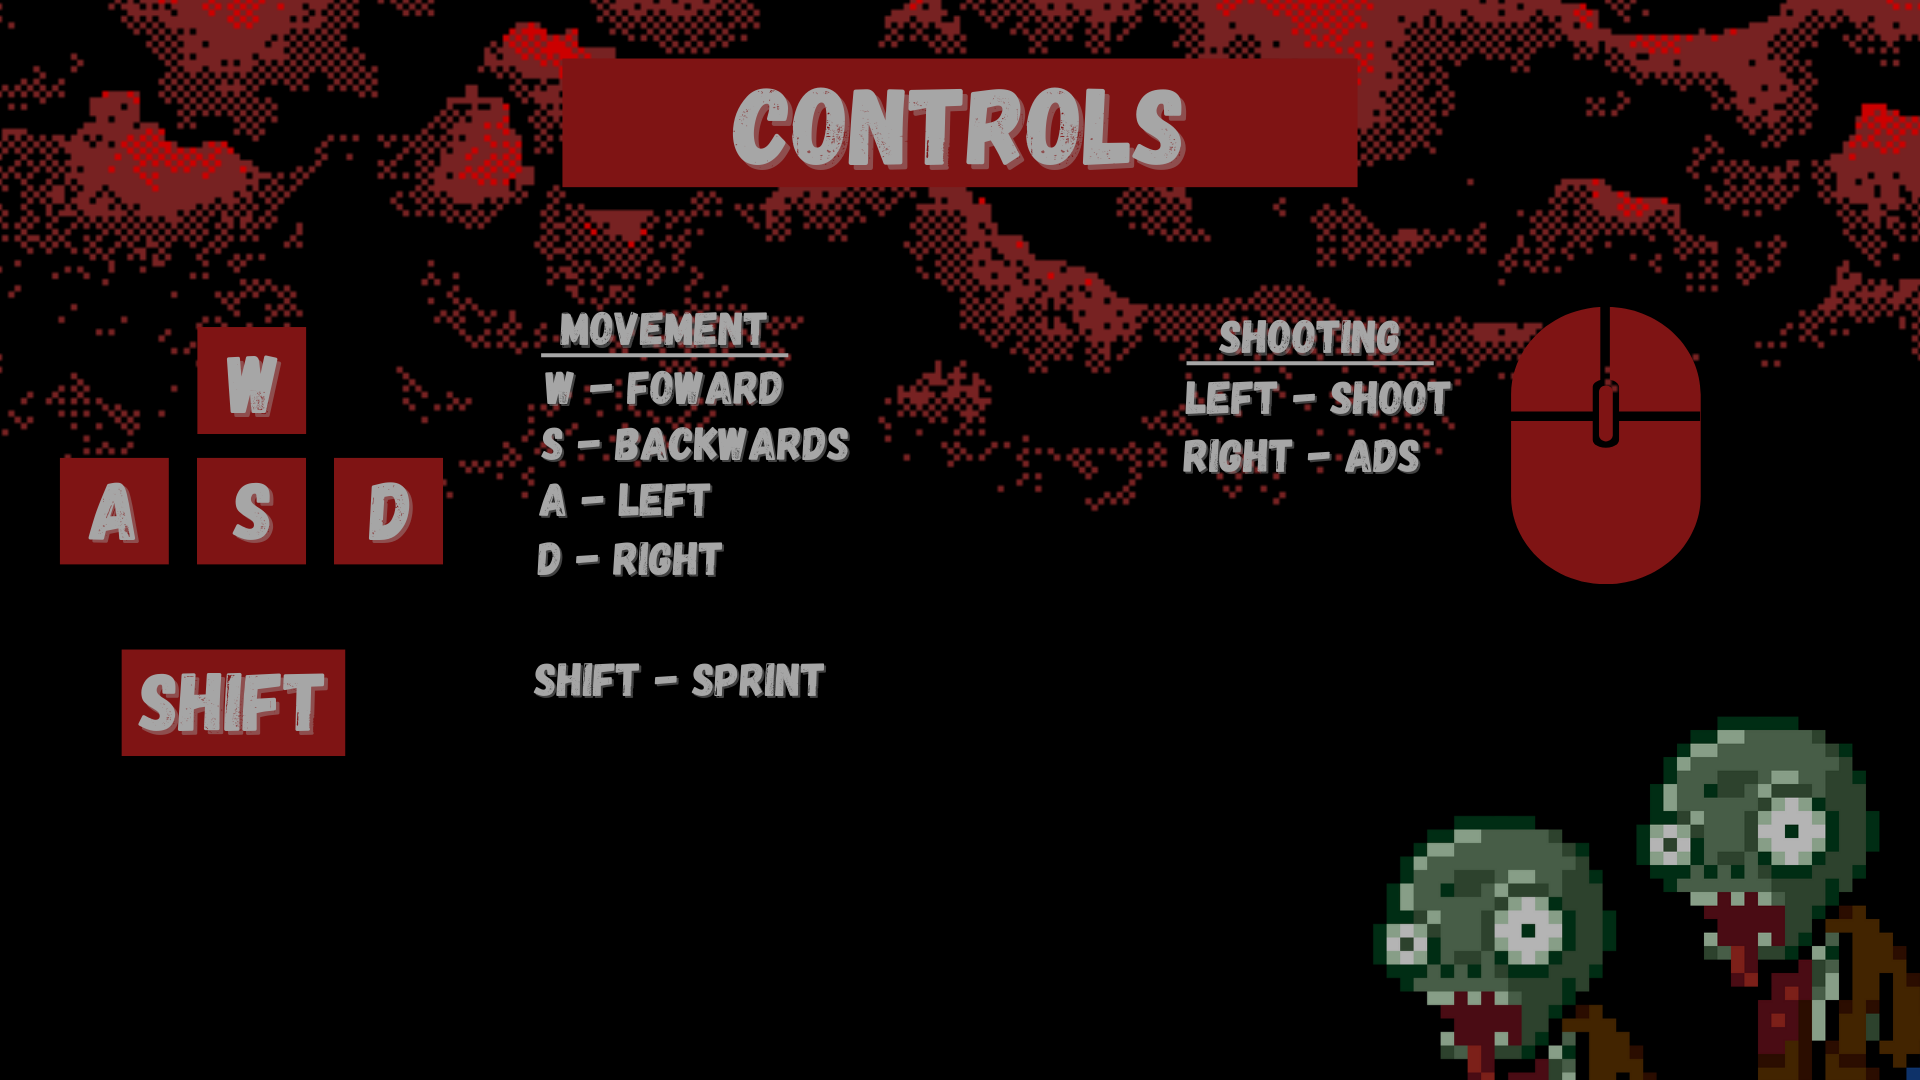 CONTROLS
W
A S D
SHIFT
MOVEMENT
W - FOWARD
S - BACKWARDS
A - LEFT
D - RIGHT
SHIFT - SPRINT
SHOOTING
LEFT - SHOOT
RIGHT - ADS